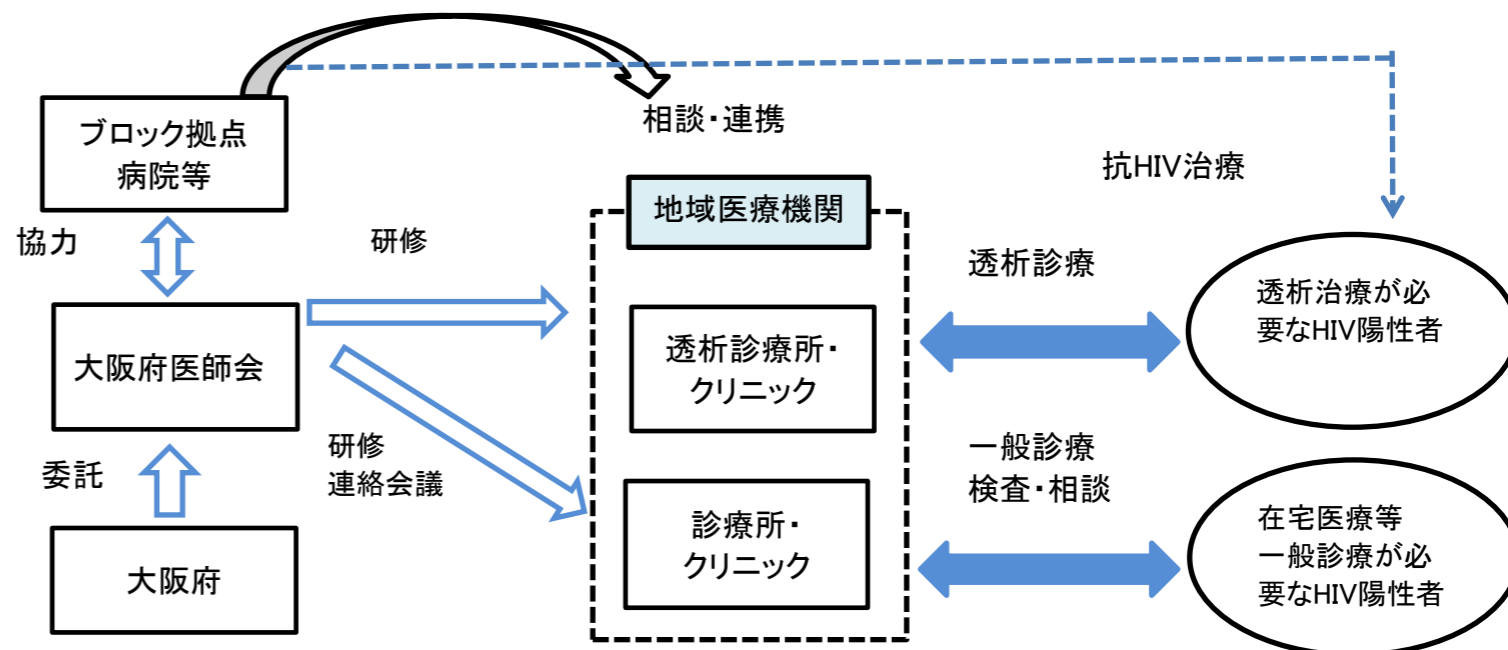 相談・連携
ブロック拠点
病院等
抗HIV治療
地域医療機関
協力
研修
透析診療
透析治療が必
要なHIV陽性者
大阪府医師会
透析診療所・
クリニック
研修
連絡会議
一般診療
検査・相談
委託
診療所・
クリニック
在宅医療等
一般診療が必
要なHIV陽性者
大阪府